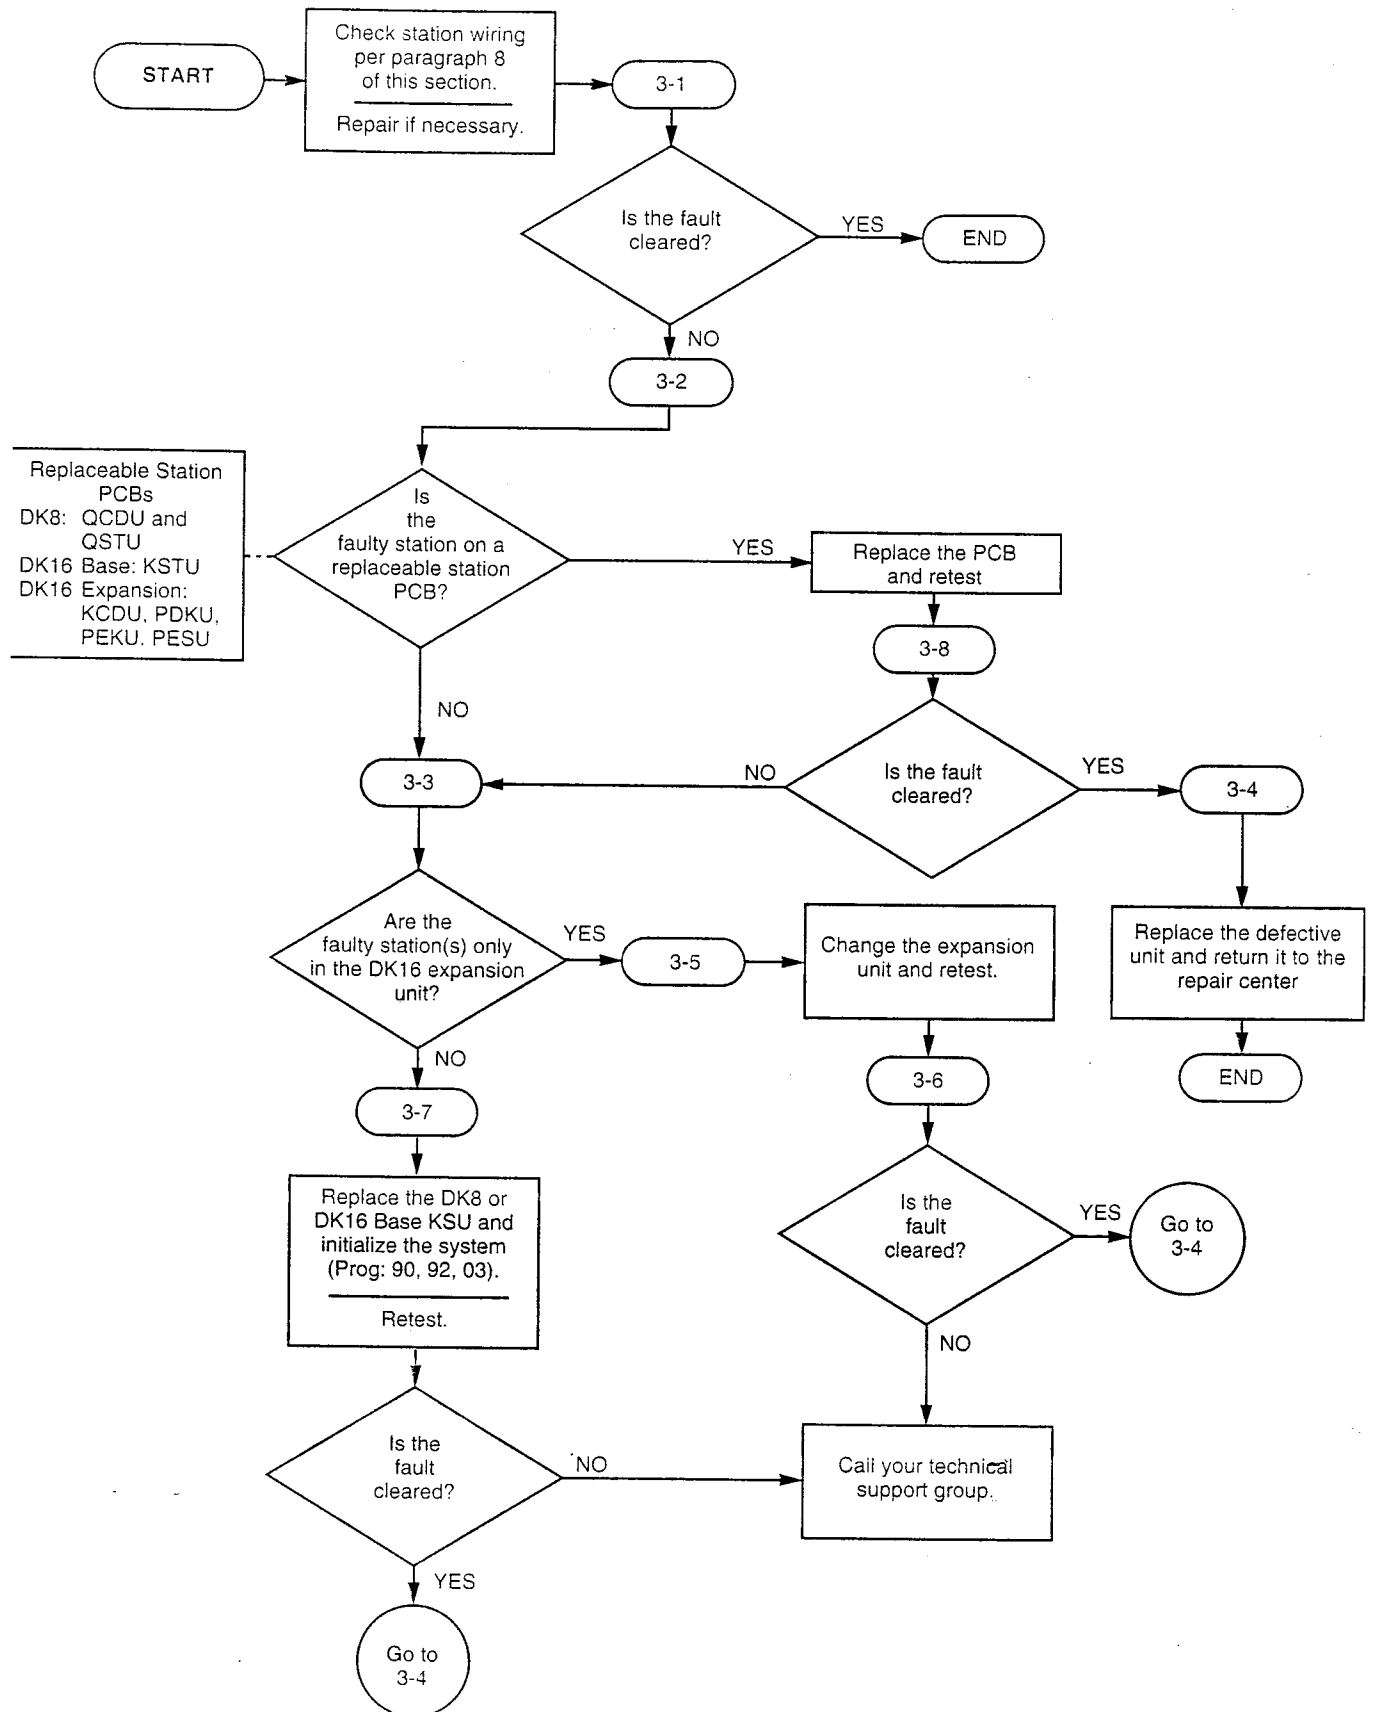 START
Check station wiring
per paragraph 8
of this section.
Repair if necessary.
3-1
Is the fault
cleared?
YES
END
NO
3-2
Replaceable Station
PCBs
DK8: QCDU and
QSTU
DK16 Base: KSTU
DK16 Expansion:
KCDU, PDKU,
PEKU. PESU
Is
the
faulty station on a
replaceable station
PCB?
YES
Replace the PCB
and retest
3-8
NO
Is the fault
cleared?
NO
YES
3-3
3-4
Are the
faulty station(s) only
in the DK16 expansion
unit?
YES
3-5
Change the expansion
unit and retest.
Replace the defective
unit and return it to the
repair center
END
NO
3-6
3-7
Replace the DK8 or
DK16 Base KSU and
initialize the system
(Prog: 90, 92, 03).
Retest.
Is the
fault
cleared?
YES
Go to
3-4
NO
Is the
fault
cleared?
NO
Call your technical
support group.
YES
Go to
3-4